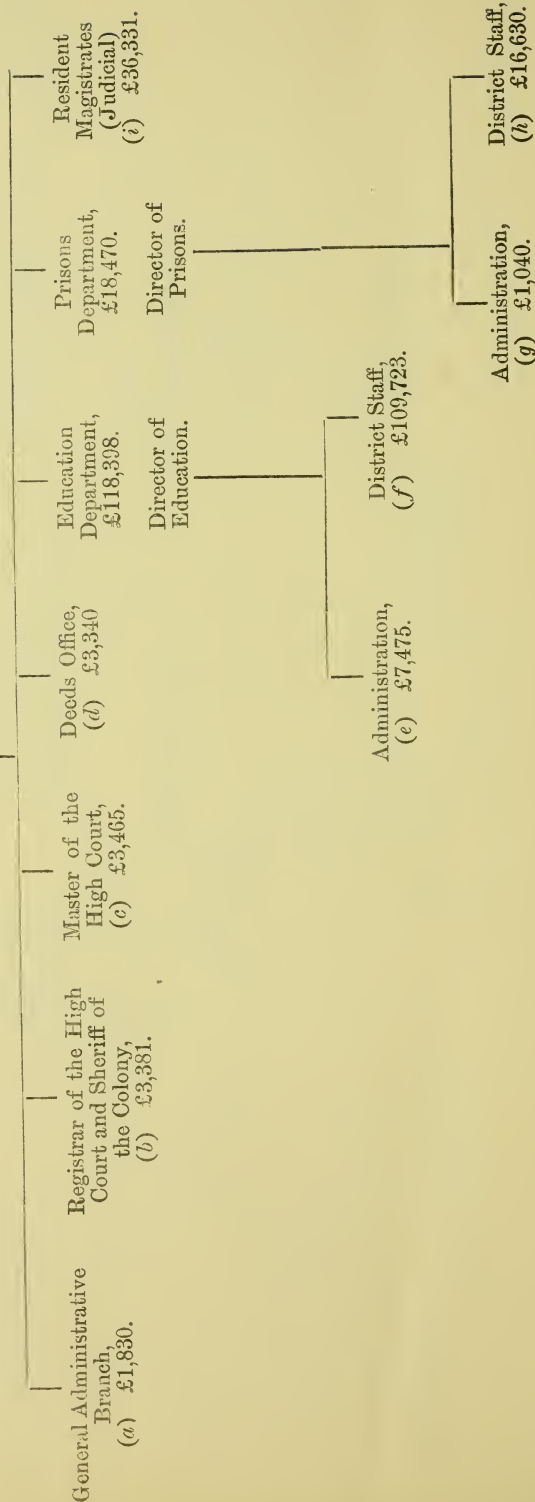 General Administrative
Branch,
(a) £1,830.
Registrar of the High
Court and Sheriff of
the Colony,
(b) £3,381.
Master of the
High Court,
(c) £3,465.
Deeds Office,
(d) £3,340
Education
Department,
£118,398.
Director of
Education.
Administration,
(e) £7,475.
District Staff,
(f) £109,723.
Prisons
Department,
£18,470.
Director of
Prisons.
Administration,
(g) £1,040.
District Staff,
(h) £16,630.
Resident
Magistrates
(Judicial)
(i) £36,331.